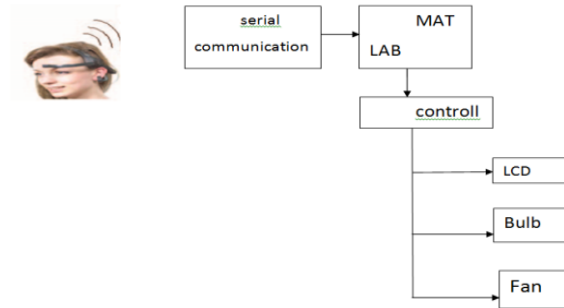 serial
communication
MAT
LAB
controll
LCD
Bulb
Fan